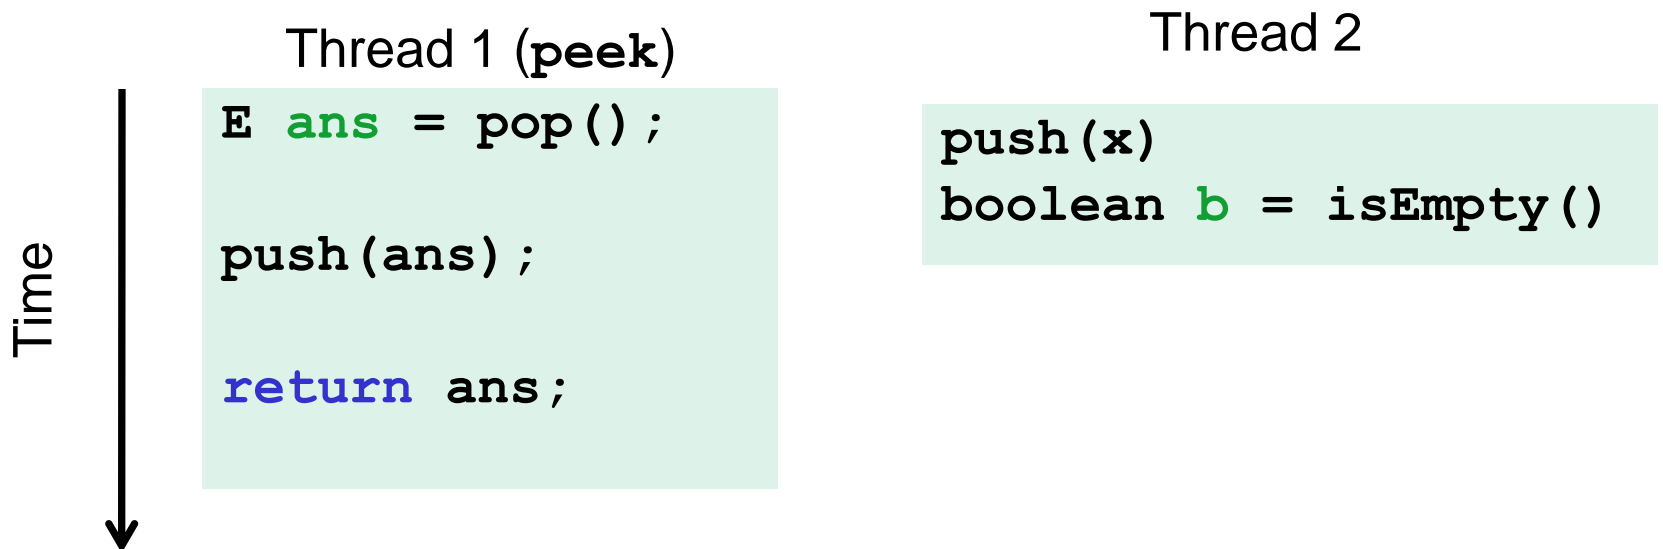 Thread 1 (peek)
E ans = pop();
push(ans);
return ans;
Thread 2
push(x)
boolean b = isEmpty()
Time